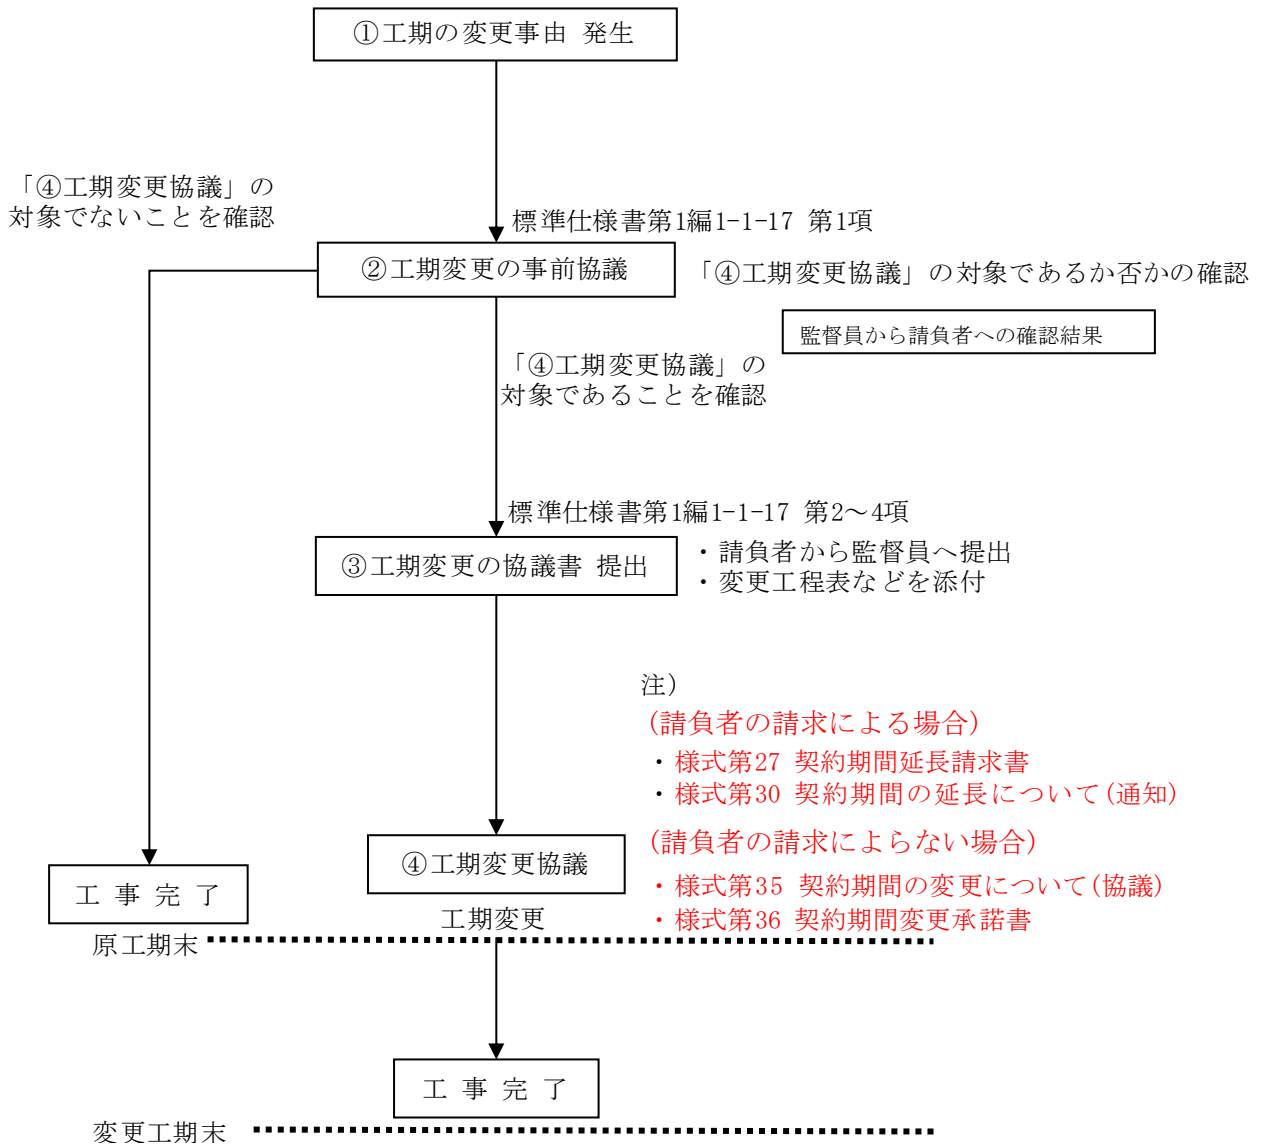 ①工期の変更事由 発生
「④工期変更協議」の
対象でないことを確認
標準仕様書第1編1-1-17 第1項
②工期変更の事前協議
「④工期変更協議」の対象であるか否かの確認
監督員から請負者への確認結果
「④工期変更協議」の
対象であることを確認
標準仕様書第1編1-1-17 第2～4項
③工期変更の協議書 提出
・請負者から監督員へ提出
・変更工程表などを添付
注)
(請負者の請求による場合)
・様式第27 契約期間延長請求書
・様式第30 契約期間の延長について(通知)
(請負者の請求によらない場合)
・様式第35 契約期間の変更について(協議)
・様式第36 契約期間変更承諾書
④工期変更協議
工期変更
工 事 完 了
原工期末
工 事 完 了
変更工期末